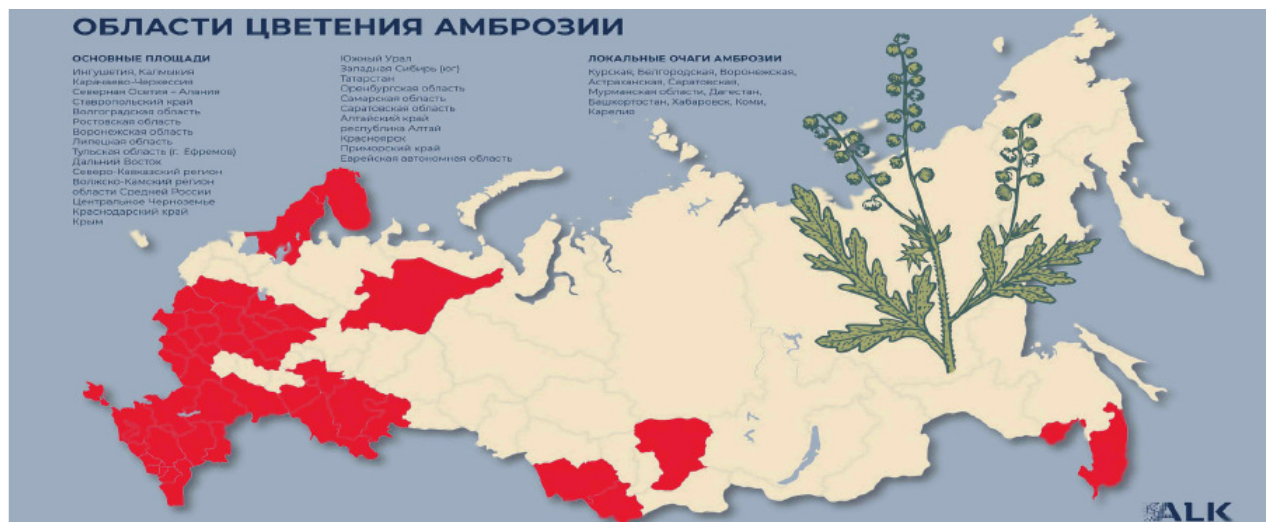 ОБЛАСТИ ЦВЕТЕНИЯ АМБРОЗИИ
ОСНОВНЫЕ ПЛОЩАДИ
Ингушетия, Калмыкия
Карачаево-Черкессия
Северная Осетия – Алания
Ставропольский край
Волгоградская область
Ростовская область
Воронежская область
Липецкая область
Тульская область (г. Ефремов)
Дальний Восток
Северо-Кавказский регион
Волжско-Камский регион
области Средней России
Центральное Черноземье
Краснодарский край
Крым
Южный Урал
Западная Сибирь (юг)
Татарстан
Оренбургская область
Самарская область
Саратовская область
Алтайский край
республика Алтай
Красноярск
Приморский край
Еврейская автономная область
ЛОКАЛЬНЫЕ ОЧАГИ АМБРОЗИИ
Курская, Белгородская, Воронежская,
Астраханская, Саратовская,
Мурманская области, Дагестан,
Башкортостан, Хабаровск, Коми,
Карелия
ALK